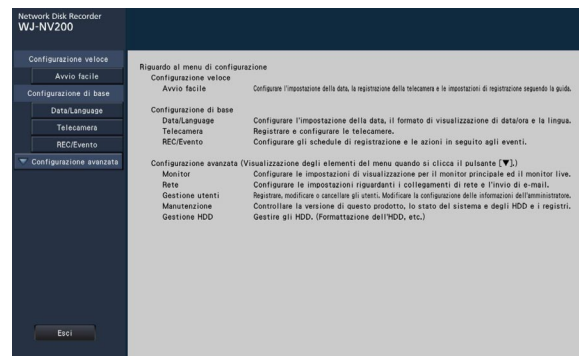 Network Disk Recorder
WJ-NV200
Configurazione veloce
Avvio facile
Configurazione di base
Data/Language
Telecamera
REC/Evento
Configurazione avanzata
Esci
Riguardo al menu di configurazione
Configurazione veloce
Avvio facile Configurare l'impostazione della data, la registrazione della telecamera e le impostazioni di registrazione seguendo la guida.
Configurazione di base
Data/Language Configurare l'impostazione della data, il formato di visualizzazione di data/ora e la lingua.
Telecamera Registrare e configurare le telecamere.
REC/Evento Configurare gli schedule di registrazione e le azioni in seguito agli eventi.
Configurazione avanzata (Visualizzazione degli elementi del menu quando si clicca il pulsante [▼].)
Monitor Configurare le impostazioni di visualizzazione per il monitor principale ed il monitor live.
Rete Configurare le impostazioni riguardanti i collegamenti di rete e l'invio di e-mail.
Gestione utenti Registrare, modificare o cancellare gli utenti. Modificare la configurazione delle informazioni dell'amministratore.
Manutenzione Controllare la versione di questo prodotto, lo stato del sistema e degli HDD e i registri.
Gestione HDD Gestire gli HDD. (Formattazione dell'HDD, etc.)